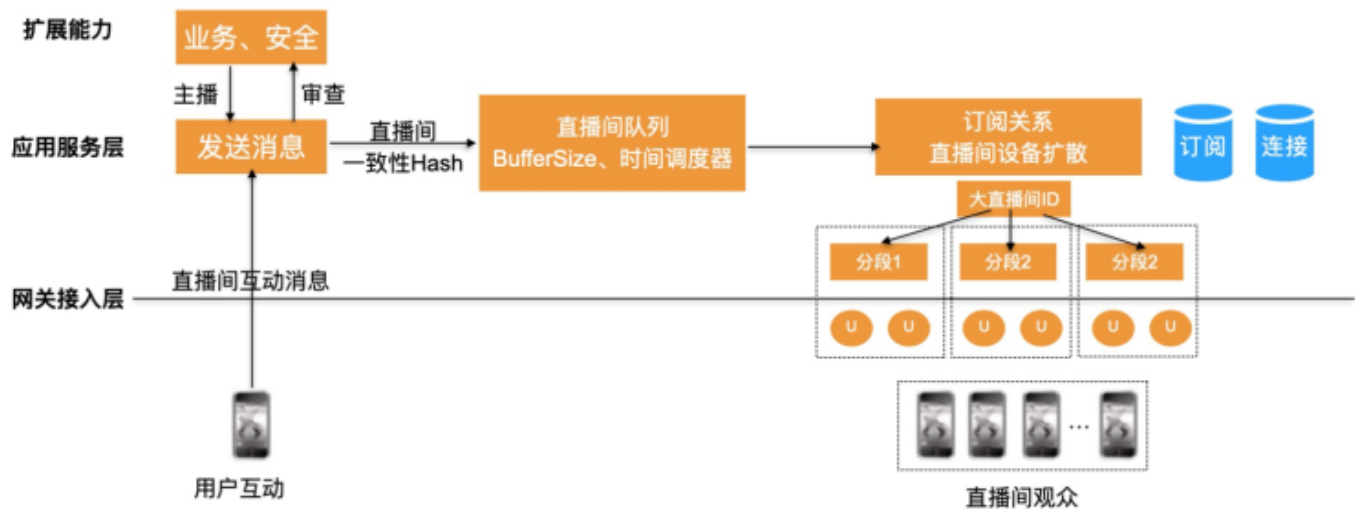 扩展能力
业务、安全
主播
审查
应用服务层
发送消息
直播间
一致性Hash
直播间队列
BufferSize、时间调度器
订阅关系
直播间设备扩散
订阅
连接
大直播间ID
分段1
分段2
分段2
直播间互动消息
网关接入层
U
U
U
U
U
U
...
用户互动
直播间观众